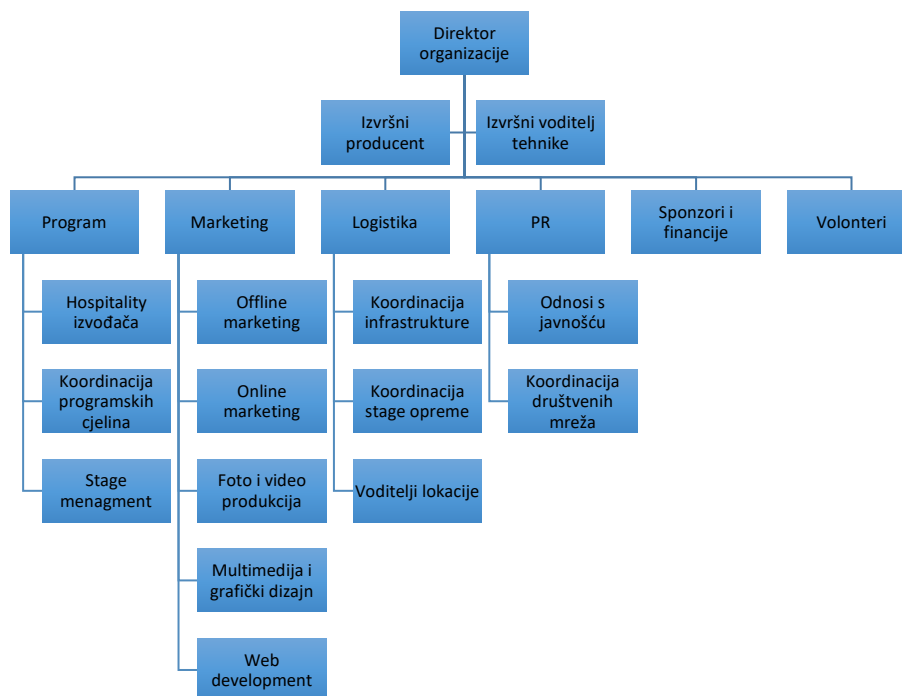 Direktor
organizacije
Izvršni
producent
Izvršni voditelj
tehnike
Program
Marketing
Logistika
PR
Sponzori i
financije
Volonteri
Hospitality
izvođača
Offline
marketing
Koordinacija
infrastrukture
Odnosi s
javnošću
Koordinacija
programskih
cjelina
Online
marketing
Koordinacija
stage opreme
Koordinacija
društvenih
mreža
Stage
menagment
Foto i video
produkcija
Voditelji lokacije
Multimedija i
grafički dizajn
Web
development